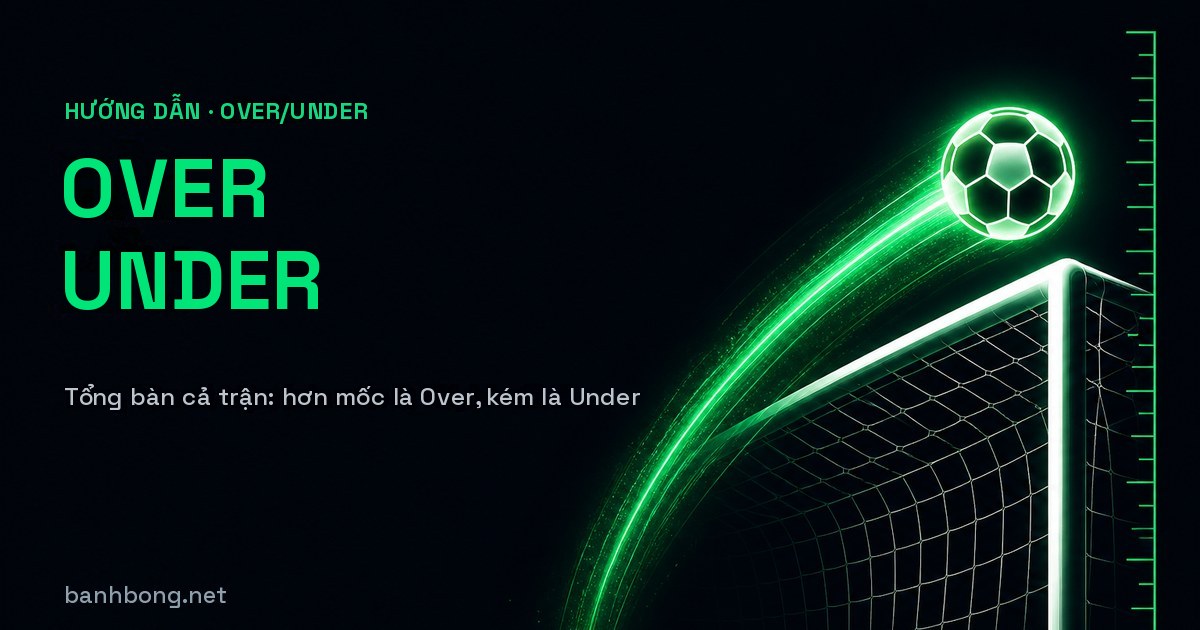 HƯỚNG DẪN · OVER/UNDER
OVER
UNDER
Tổng bàn cả trận: hơn mốc là Over, kém là Under
banhbong.net